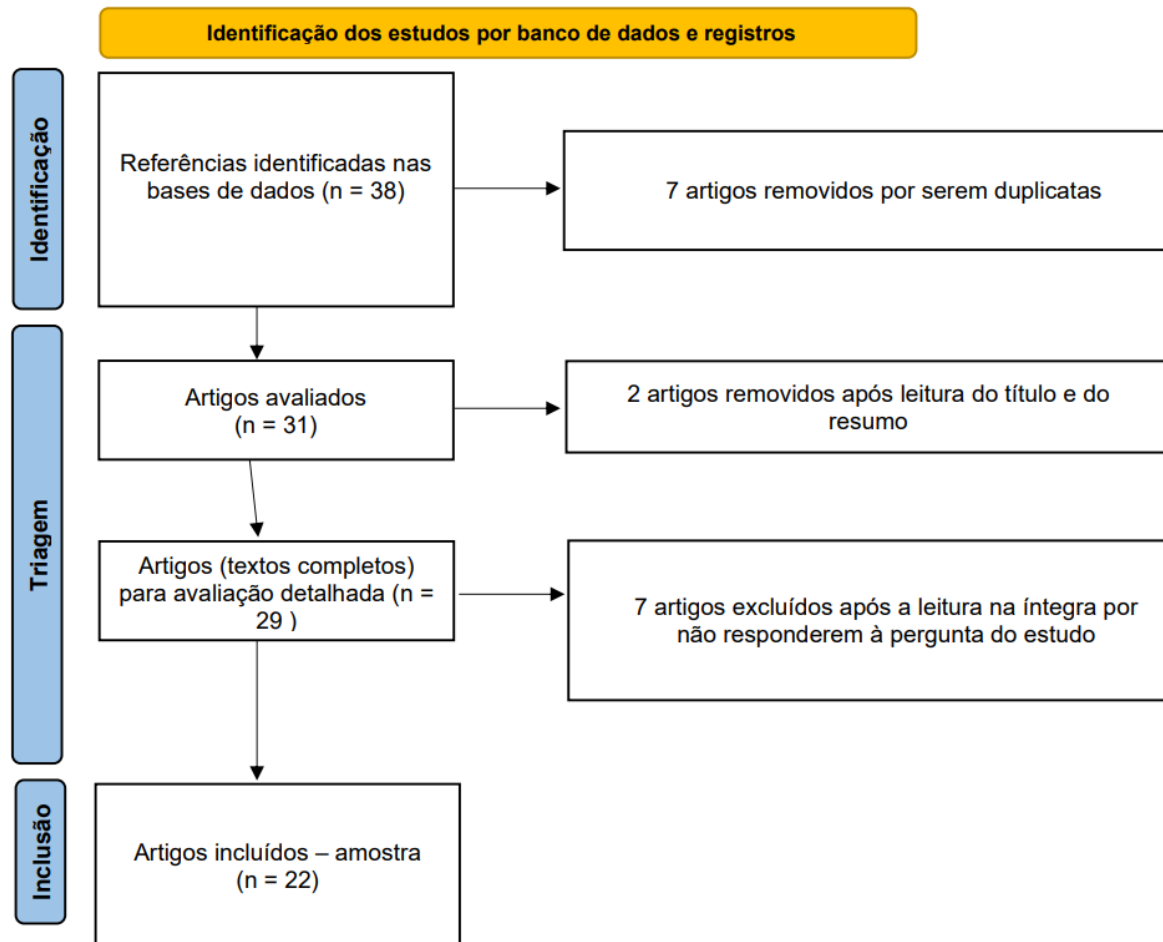 Identificação dos estudos por banco de dados e registros
Identificação
Referências identificadas nas
bases de dados (n = 38)
7 artigos removidos por serem duplicatas
Triagem
Artigos avaliados
(n = 31)
2 artigos removidos após leitura do título e do
resumo
Artigos (textos completos)
para avaliação detalhada (n =
29 )
7 artigos excluídos após a leitura na íntegra por
não responderem à pergunta do estudo
Inclusão
Artigos incluídos – amostra
(n = 22)